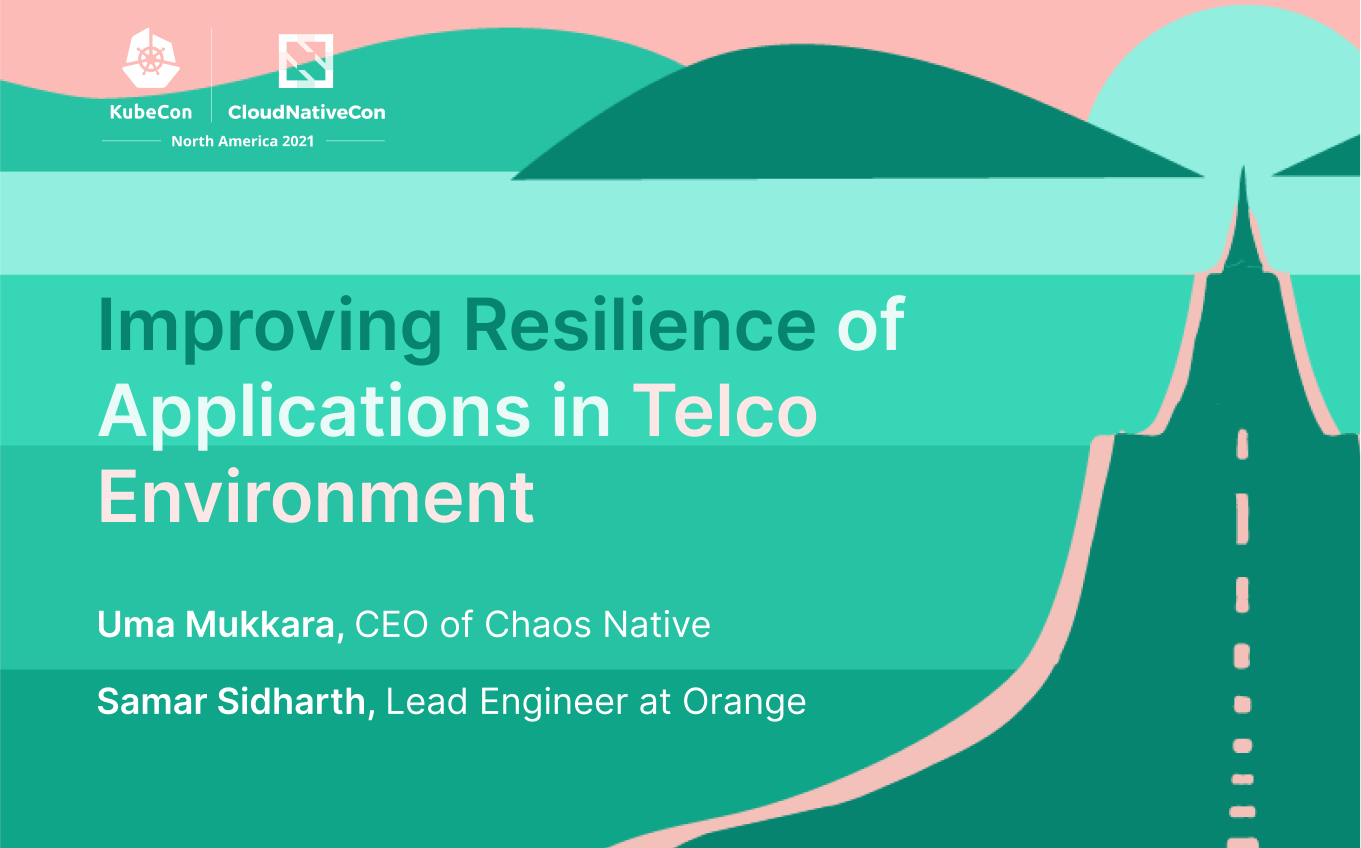 KubeCon
CloudNativeCon
North America 2021
Improving Resilience of
Applications in Telco
Environment
Uma Mukkara, CEO of Chaos Native
Samar Sidharth, Lead Engineer at Orange